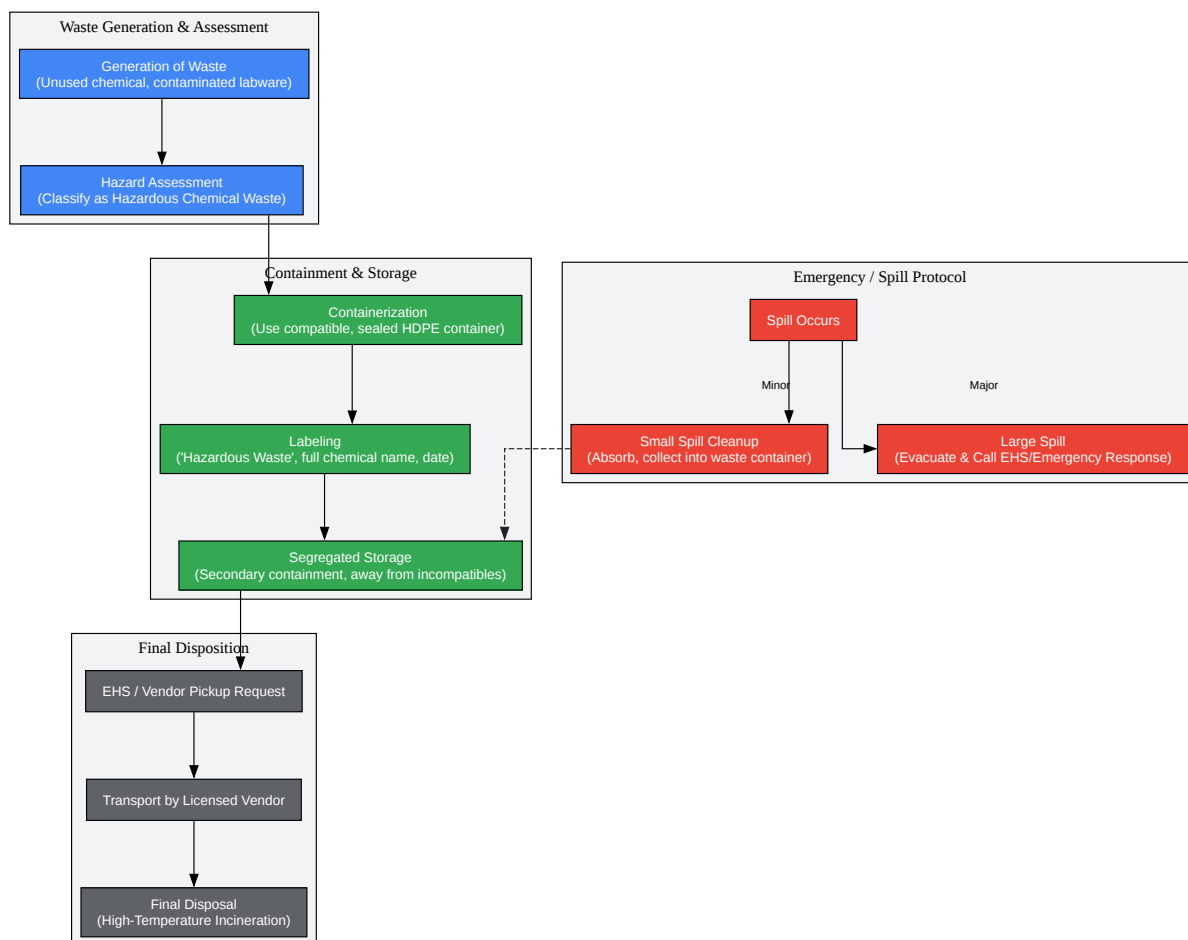 Waste Generation & Assessment
Generation of Waste
(Unused chemical, contaminated labware)
Hazard Assessment
(Classify as Hazardous Chemical Waste)
Containment & Storage
Containerization
(Use compatible, sealed HDPE container)
Labeling
('Hazardous Waste', full chemical name, date)
Segregated Storage
(Secondary containment, away from incompatibles)
Emergency / Spill Protocol
Spill Occurs
Minor
Major
Small Spill Cleanup
(Absorb, collect into waste container)
Large Spill
(Evacuate & Call EHS/Emergency Response)
Final Disposition
EHS / Vendor Pickup Request
Transport by Licensed Vendor
Final Disposal
(High-Temperature Incineration)